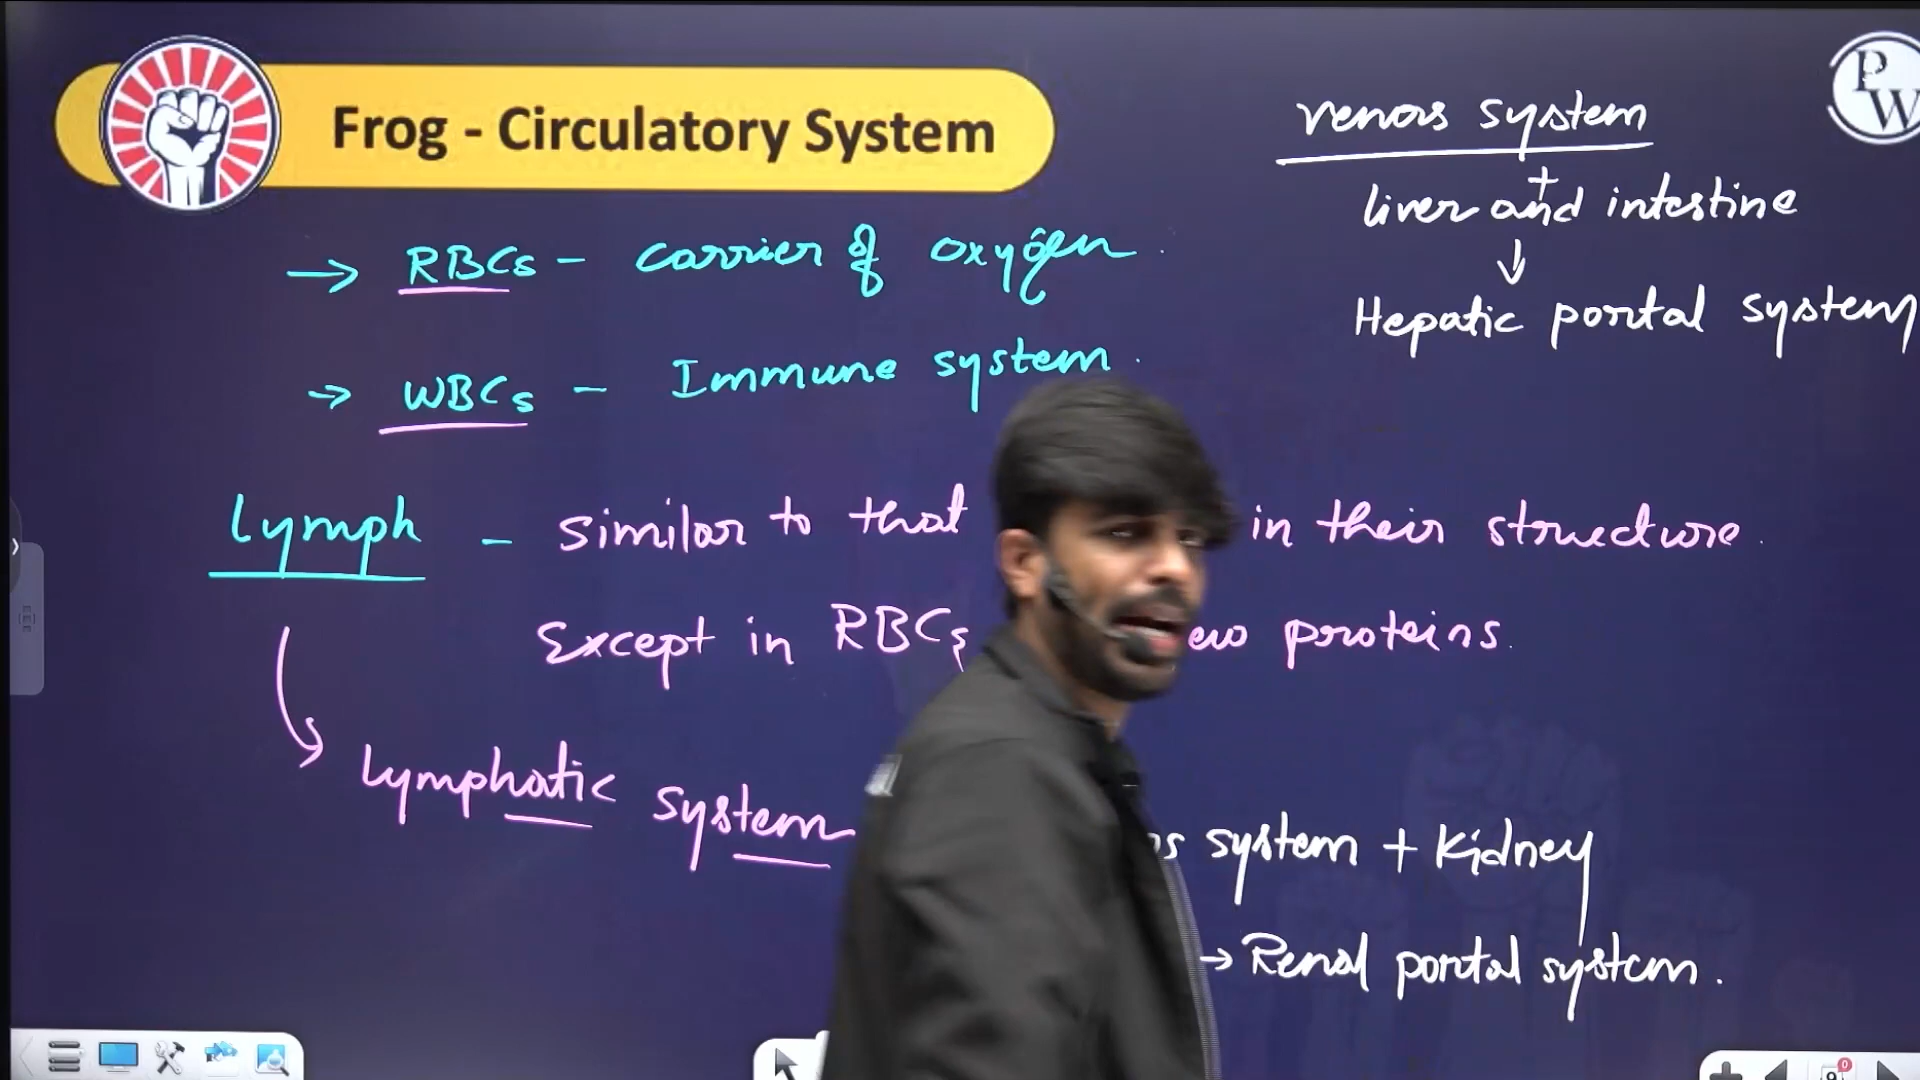 Frog - Circulatory System
PW
venous system
+
liver and intestine
↓
Hepatic portal system
→ RBCs - carrier of oxygen.
→ WBCs - Immune system.
Lymph - similar to that in their structure.
Except in RBCs proteins.
Lymphatic system
system + Kidney
→ Renal portal system.